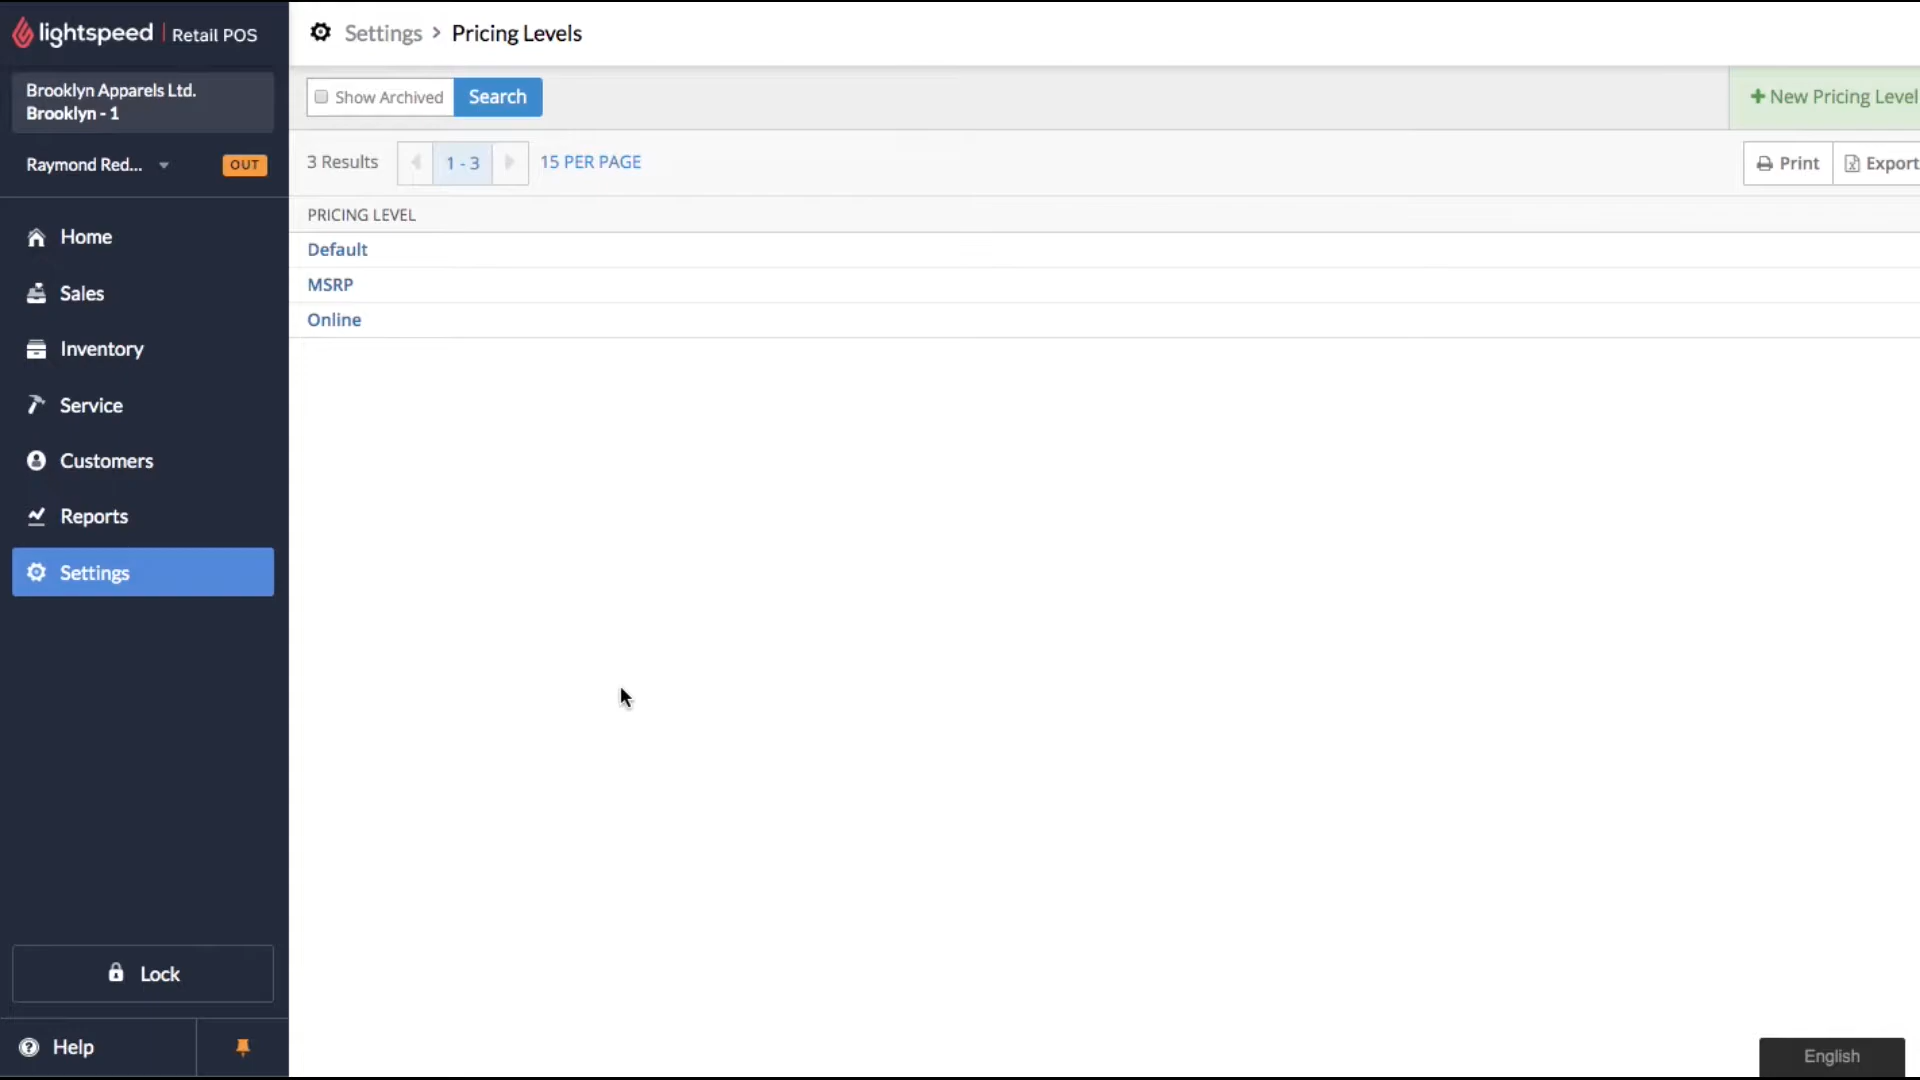 lightspeed | Retail POS
Settings > Pricing Levels
Brooklyn Apparels Ltd.
Brooklyn - 1
Raymond Red...
OUT
Home
Sales
Inventory
Service
Customers
Reports
Settings
Lock
Help
Show Archived
Search
+ New Pricing Level
3 Results
1 - 3
15 PER PAGE
Print
Export
PRICING LEVEL
Default
MSRP
Online
English